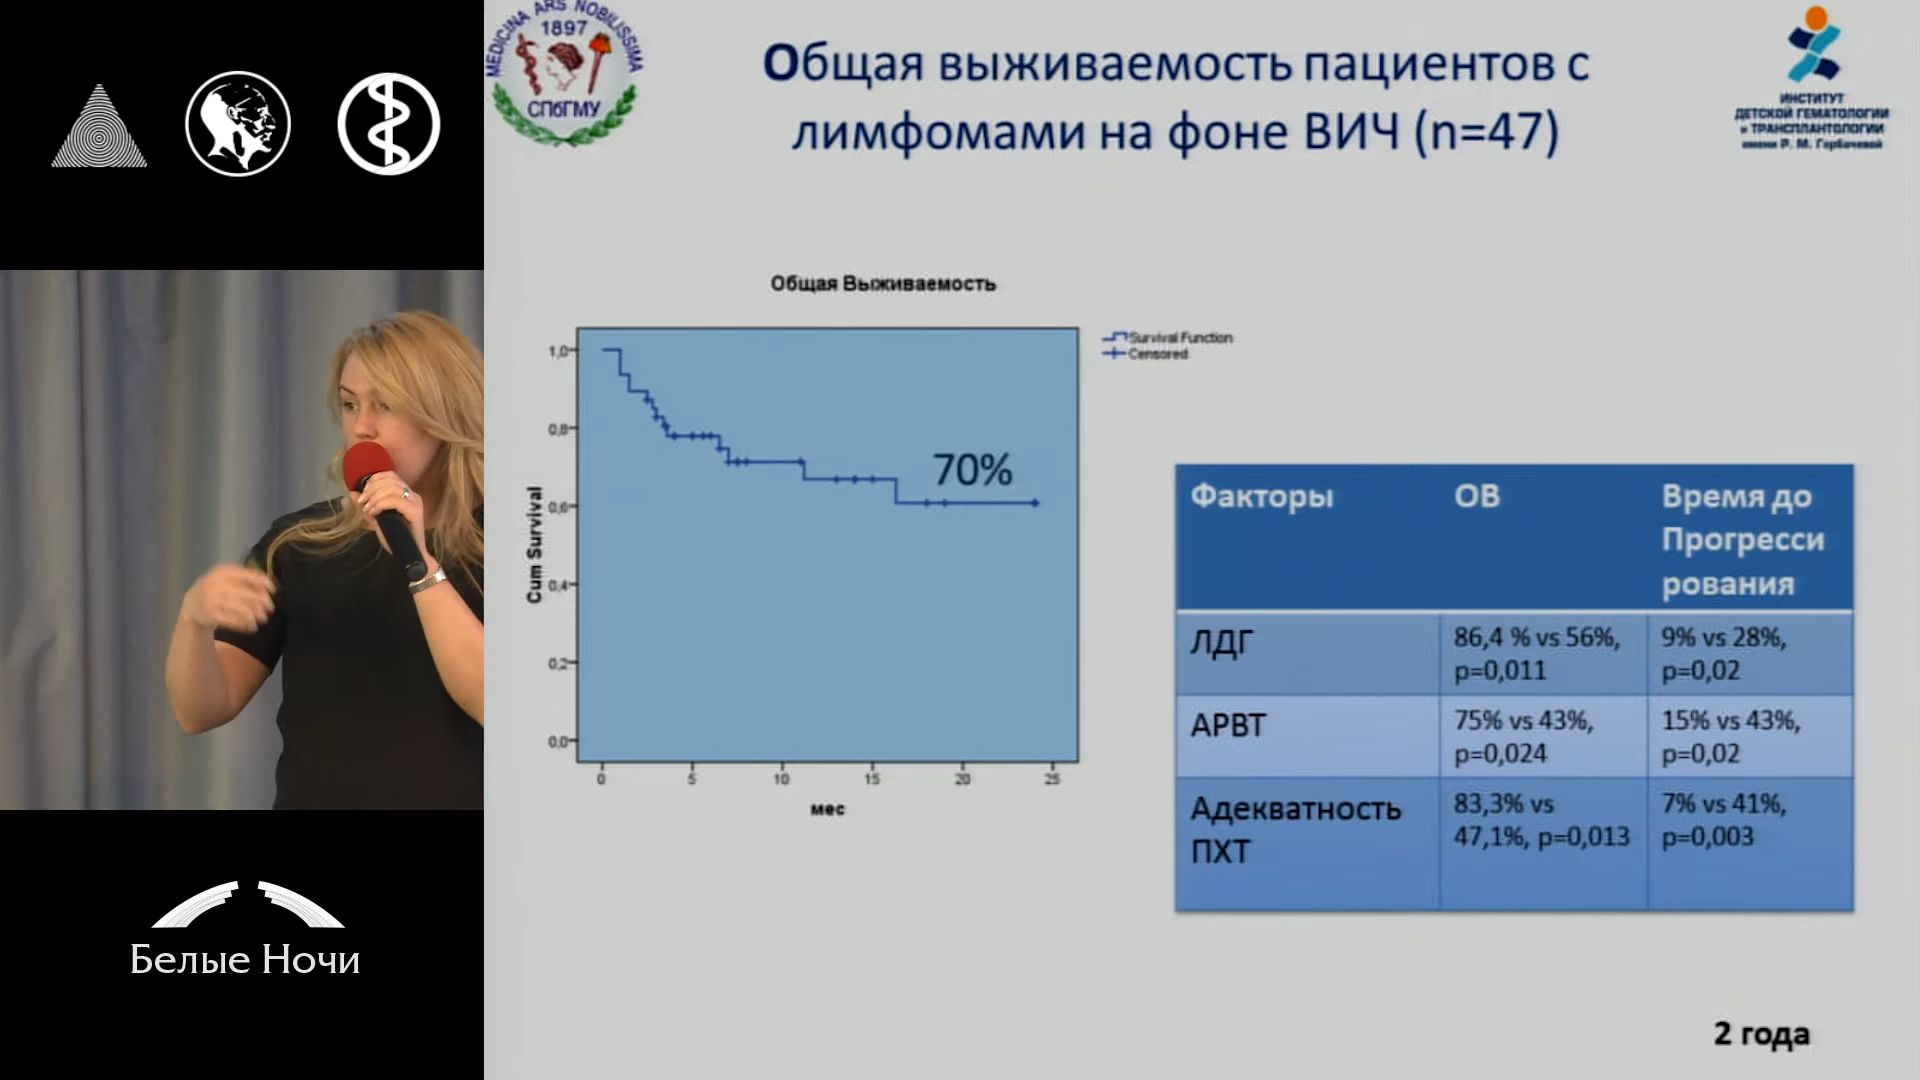 MEDICINA ARS NOBILISSIMA
1897
СПбГМУ
Общая выживаемость пациентов с
лимфомами на фоне ВИЧ (n=47)
ИНСТИТУТ
ДЕТСКОЙ ГЕМАТОЛОГИИ
и ТРАНСПЛАНТОЛОГИИ
имени Р. М. Горбачевой
Общая Выживаемость
Survival Function
Censored
Cum Survival
1,0
0,8
0,6
0,4
0,2
0,0
70%
0 5 10 15 20 25
мес
Факторы ОВ Время до
Прогресси
рования
ЛДГ 86,4 % vs 56%, 9% vs 28%,
p=0,011 p=0,02
АРВТ 75% vs 43%, 15% vs 43%,
p=0,024 p=0,02
Адекватность 83,3% vs 7% vs 41%,
ПХТ 47,1%, p=0,013 p=0,003
2 года
Белые Ночи